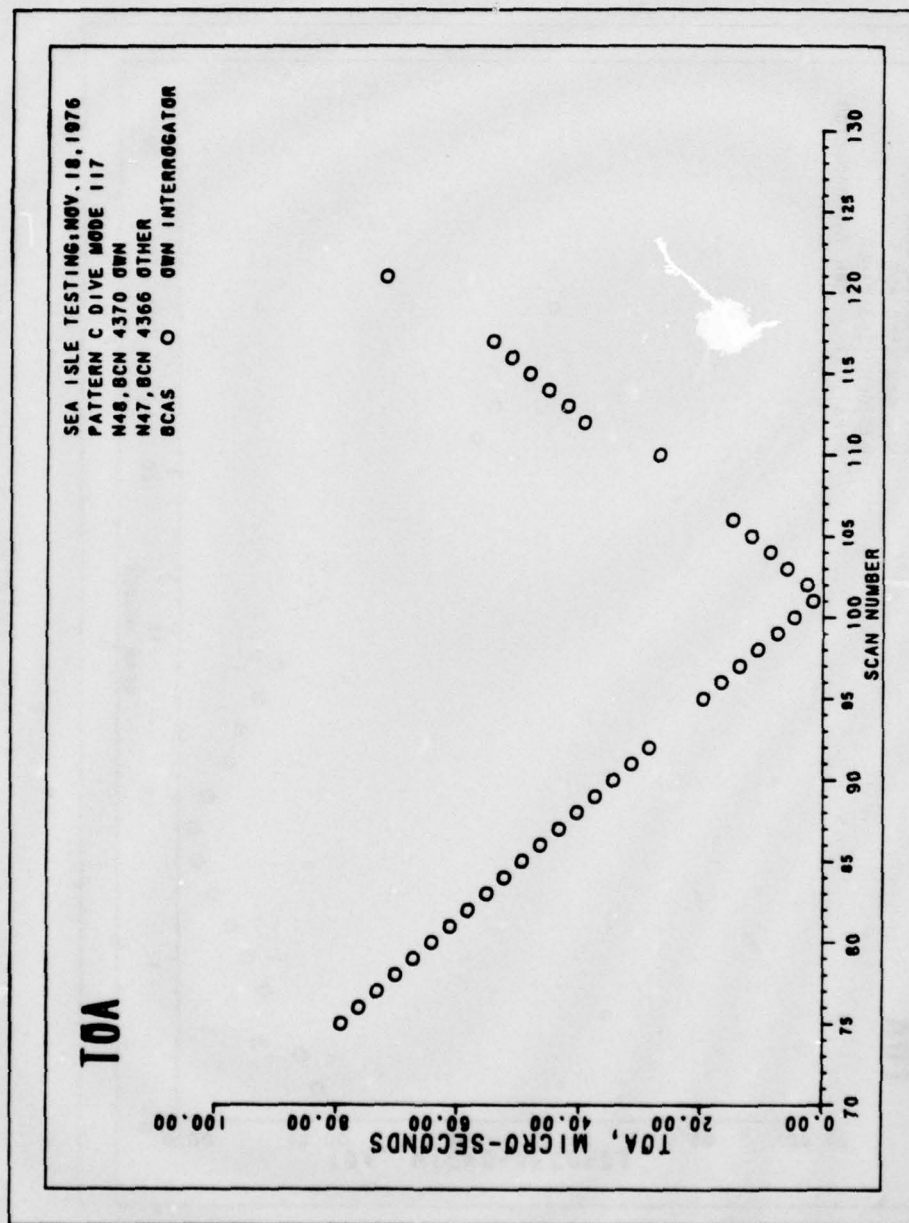 TOA
SEA ISLE TESTING:NOV.18,1976
PATTERN C DIVE MODE 117
N48,BCN 4370 OWN
N47,BCN 4366 OTHER
BCAS O OWN INTERROGATOR
TOA, MICRO-SECONDS
100.00
80.00
60.00
40.00
20.00
0.00
70 75 80 85 90 95 100 105 110 115 120 125 130
SCAN NUMBER